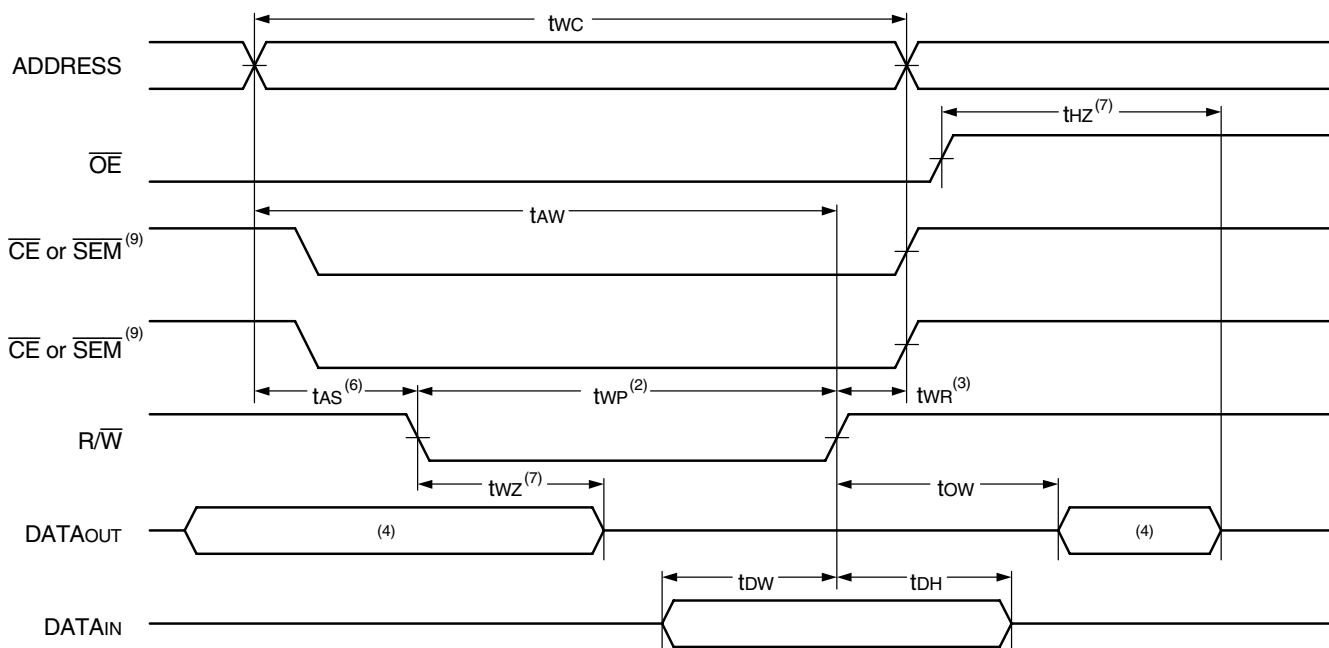 tWC
ADDRESS
tHZ(7)
OE
tAW
CE or SEM(9)
CE or SEM(9)
tAS(6) tWP(2) tWR(3)
R/W
tWZ(7) tOW
DATAOUT (4) (4)
tDW tDH
DATAIN